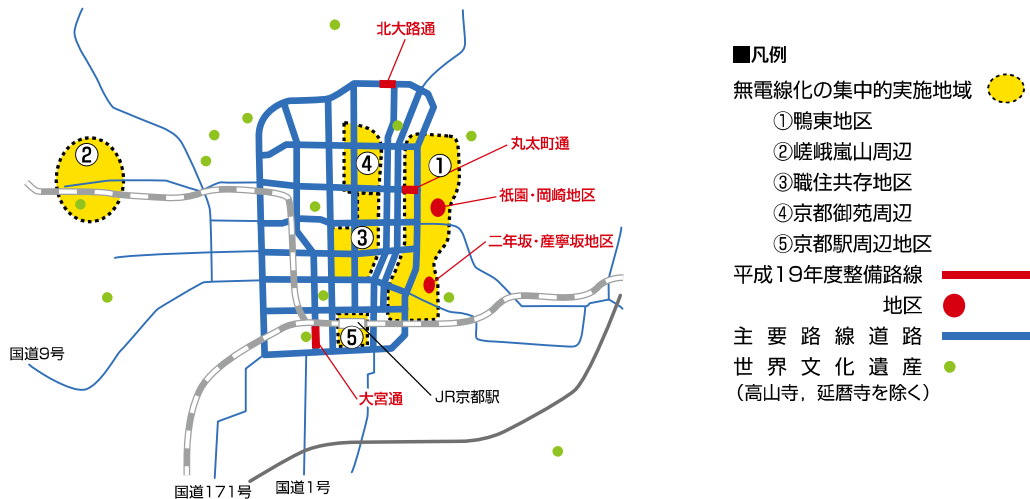 北大路通
丸太町通
祇園・岡崎地区
二年坂・産寧坂地区
②
④
①
③
⑤
国道9号
大宮通
JR京都駅
国道171号
国道1号
■凡例
無電線化の集中的実施地域
①鴨東地区
②嵯峨嵐山周辺
③職住共存地区
④京都御苑周辺
⑤京都駅周辺地区
平成19年度整備路線
地区
主要路線道路
世界文化遺産
（高山寺，延暦寺を除く）